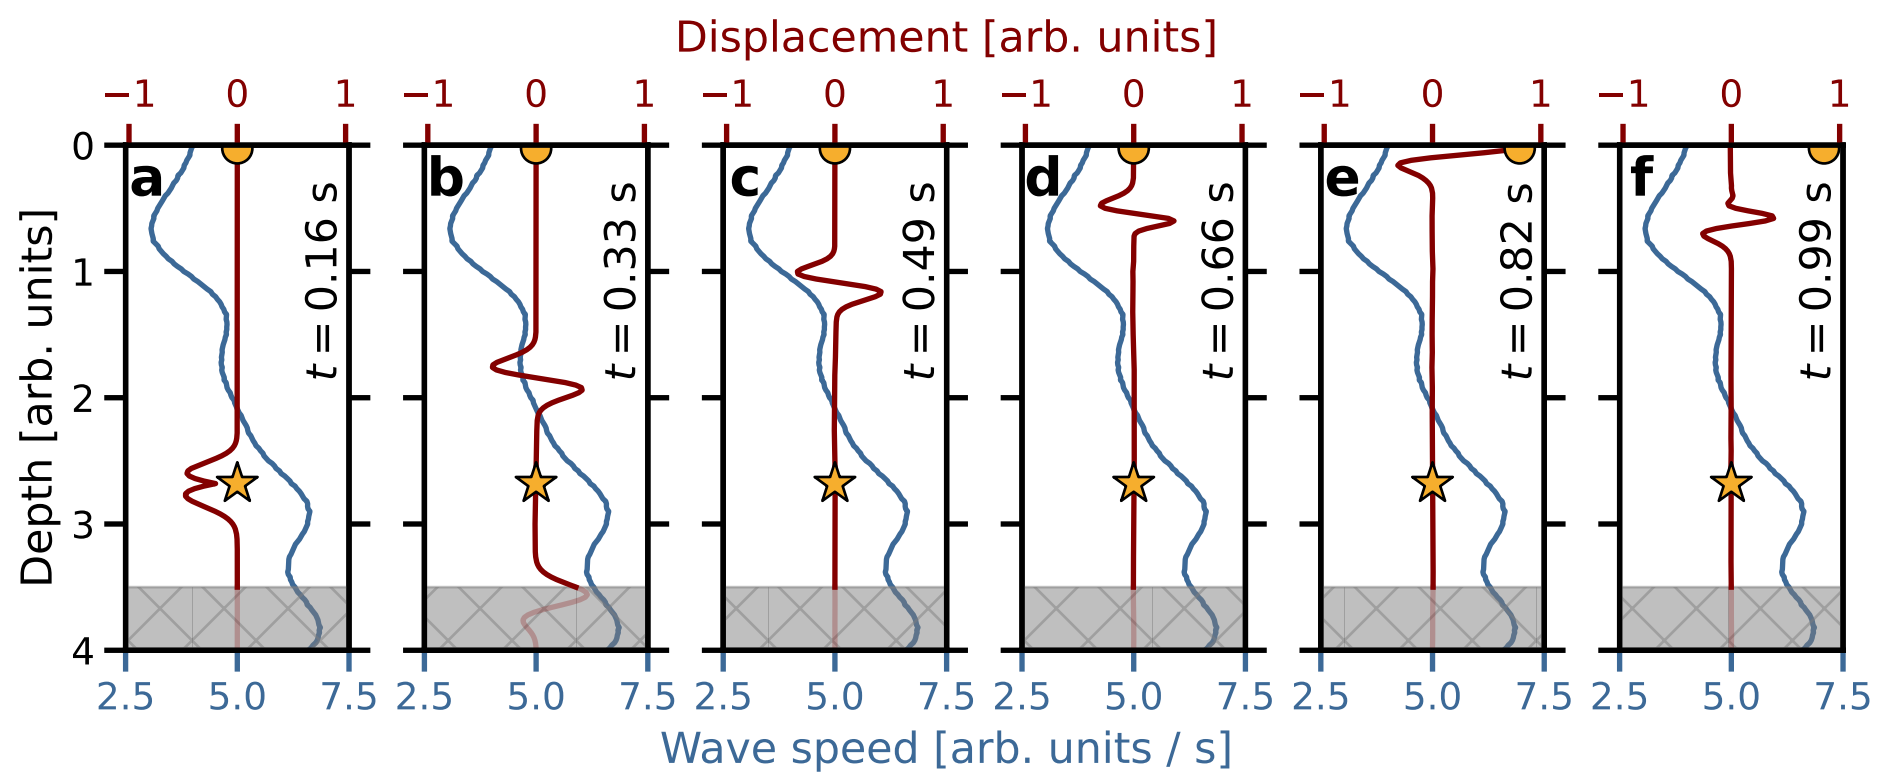 Displacement [arb. units]
−1 0 1 −1 0 1 −1 0 1 −1 0 1 −1 0 1 −1 0 1
0
1
2
3
4
Depth [arb. units]
a
t = 0.16 s
b
t = 0.33 s
c
t = 0.49 s
d
t = 0.66 s
e
t = 0.82 s
f
t = 0.99 s
2.5 5.0 7.5 2.5 5.0 7.5 2.5 5.0 7.5 2.5 5.0 7.5 2.5 5.0 7.5 2.5 5.0 7.5
Wave speed [arb. units / s]